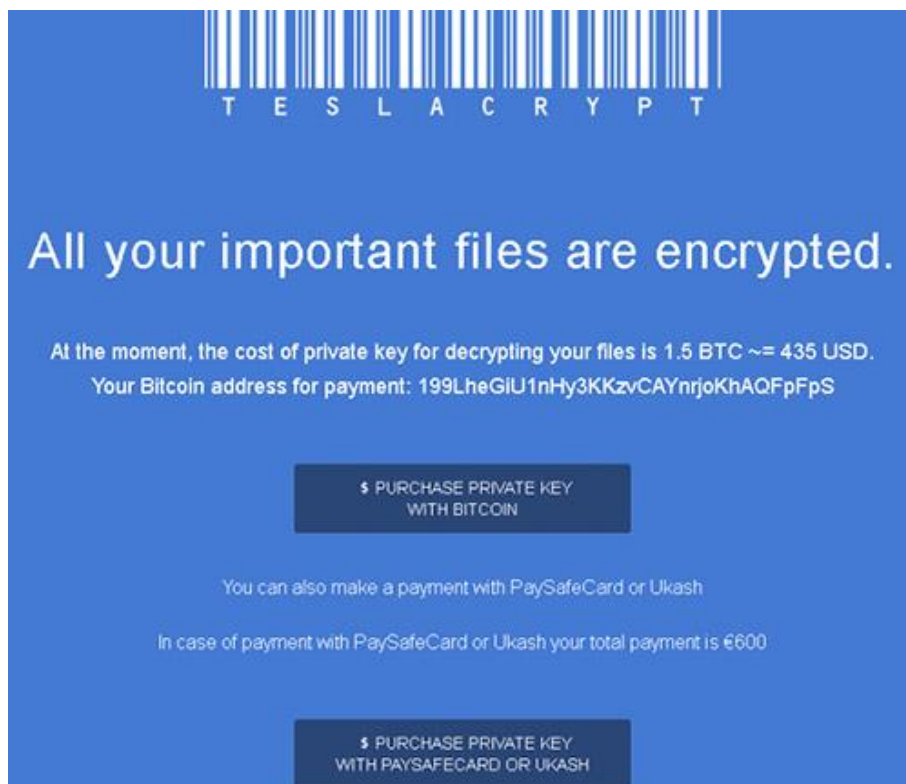 TESLACRYPT
All your important files are encrypted.
At the moment, the cost of private key for decrypting your files is 1.5 BTC ~= 435 USD.
Your Bitcoin address for payment: 199LheGiU1nHy3KKzvCAYnrjoKhAQFpFpS
$ PURCHASE PRIVATE KEY
WITH BITCOIN
You can also make a payment with PaySafeCard or Ukash
In case of payment with PaySafeCard or Ukash your total payment is €600
$ PURCHASE PRIVATE KEY
WITH PAYSAFECARD OR UKASH